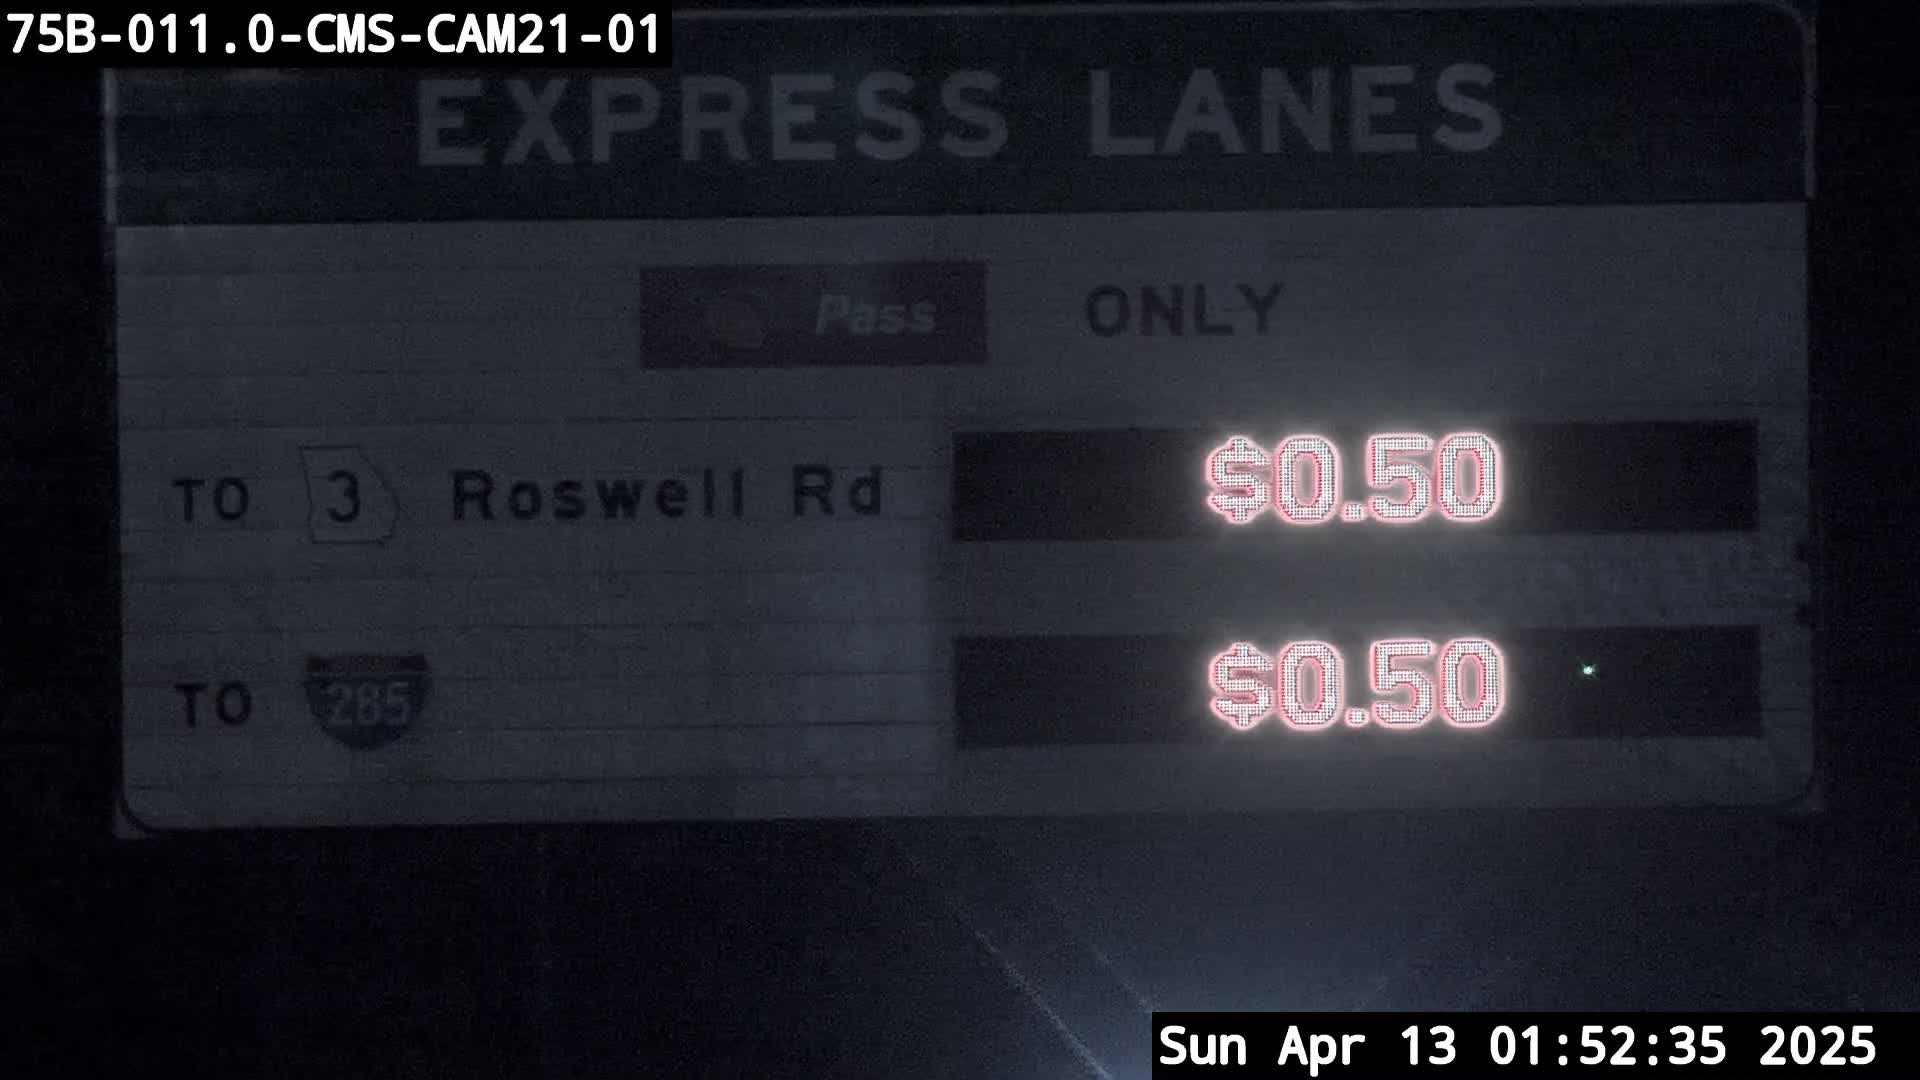 75B-011.0-CMS-CAM21-01
EXPRESS LANES
Pass ONLY
TO 3 Roswell Rd $0.50
TO 285 $0.50
Sun Apr 13 01:52:35 2025